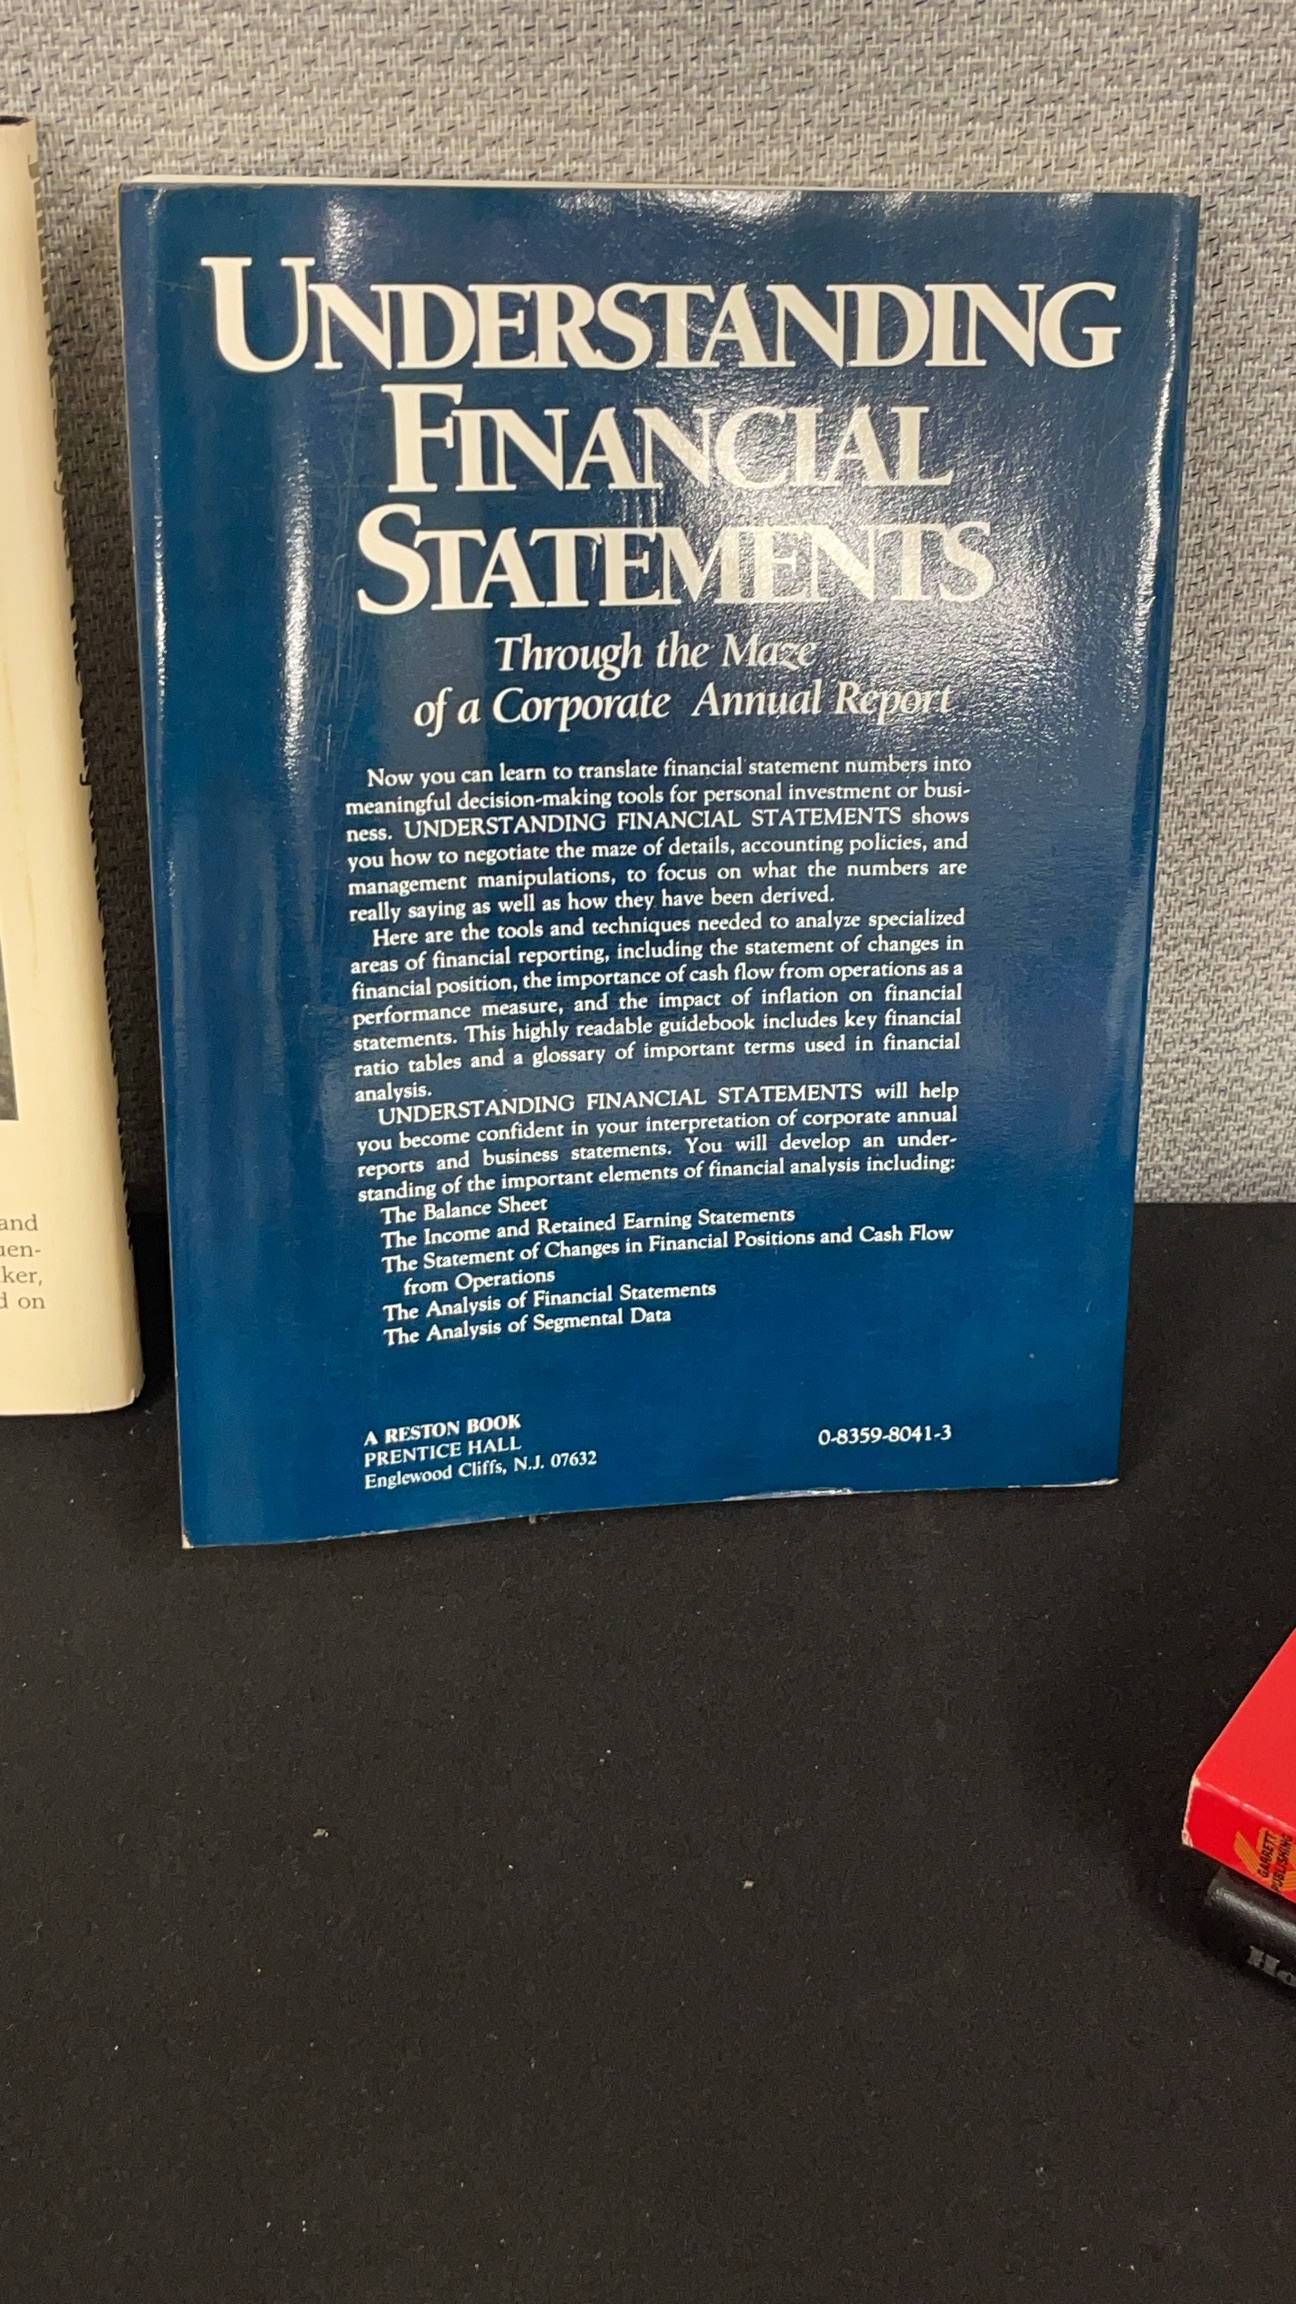 UNDERSTANDING
FINANCIAL
STATEMENTS
Through the Maze
of a Corporate Annual Report
Now you can learn to translate financial statement numbers into
meaningful decision-making tools for personal investment or busi-
ness. UNDERSTANDING FINANCIAL STATEMENTS shows
you how to negotiate the maze of details, accounting policies, and
management manipulations, to focus on what the numbers are
really saying as well as how they have been derived.
Here are the tools and techniques needed to analyze specialized
areas of financial reporting, including the statement of changes in
financial position, the importance of cash flow from operations as a
performance measure, and the impact of inflation on financial
statements. This highly readable guidebook includes key financial
ratio tables and a glossary of important terms used in financial
analysis.
UNDERSTANDING FINANCIAL STATEMENTS will help
you become confident in your interpretation of corporate annual
reports and business statements. You will develop an under-
standing of the important elements of financial analysis including:
The Balance Sheet
The Income and Retained Earning Statements
The Statement of Changes in Financial Positions and Cash Flow
from Operations
The Analysis of Financial Statements
The Analysis of Segmental Data
A RESTON BOOK
PRENTICE HALL
Englewood Cliffs, N.J. 07632
0-8359-8041-3
and
ker,
on
GARRETT
PUBLISHING